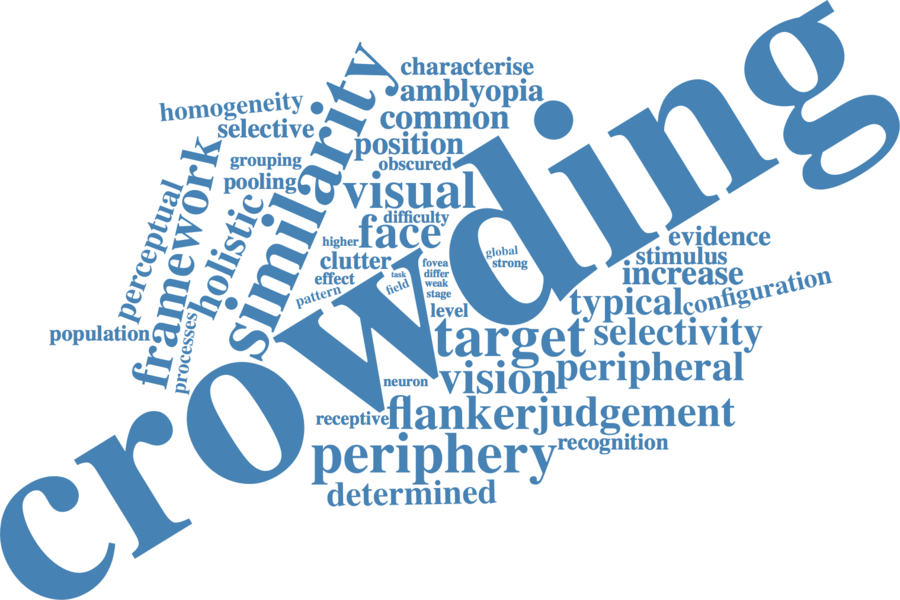 characterise
amblyopia
homogeneity
common
selective
similarity
position
grouping
obscured
pooling
visual
framework
perceptual
holistic
difficulty
higher
face
clutter
global
strong
fovea
task
differ
effect
weak
field
pattern
stage
level
crowding
evidence
stimulus
increase
typical
configuration
population
processes
target
selectivity
neuron
vision
peripheral
receptive
flanker
judgement
periphery
recognition
determined